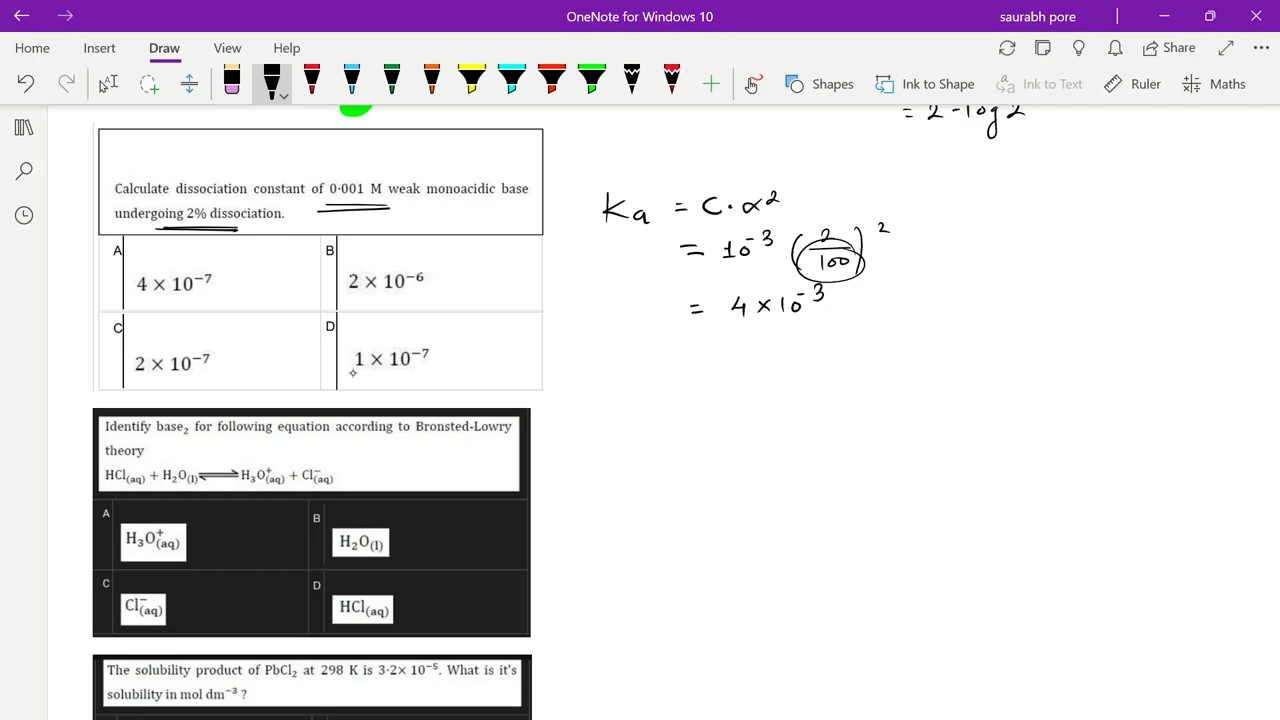 OneNote for Windows 10
saurabh pore
Home Insert Draw View Help
Share
Shapes
Ink to Shape
Ink to Text
Ruler
Maths
= 2 - log 2
Calculate dissociation constant of 0·001 M weak monoacidic base
undergoing 2% dissociation.
A
4 × 10⁻⁷
B
2 × 10⁻⁶
C
2 × 10⁻⁷
D
1 × 10⁻⁷
Ka = C · α²
= 10⁻³ (2/100)²
= 4 × 10⁻³
Identify base₂ for following equation according to Bronsted-Lowry
theory
HCl(aq) + H₂O(l) ⇌ H₃O⁺(aq) + Cl⁻(aq)
A
H₃O⁺(aq)
B
H₂O(l)
C
Cl⁻(aq)
D
HCl(aq)
The solubility product of PbCl₂ at 298 K is 3·2× 10⁻⁵. What is it's
solubility in mol dm⁻³ ?